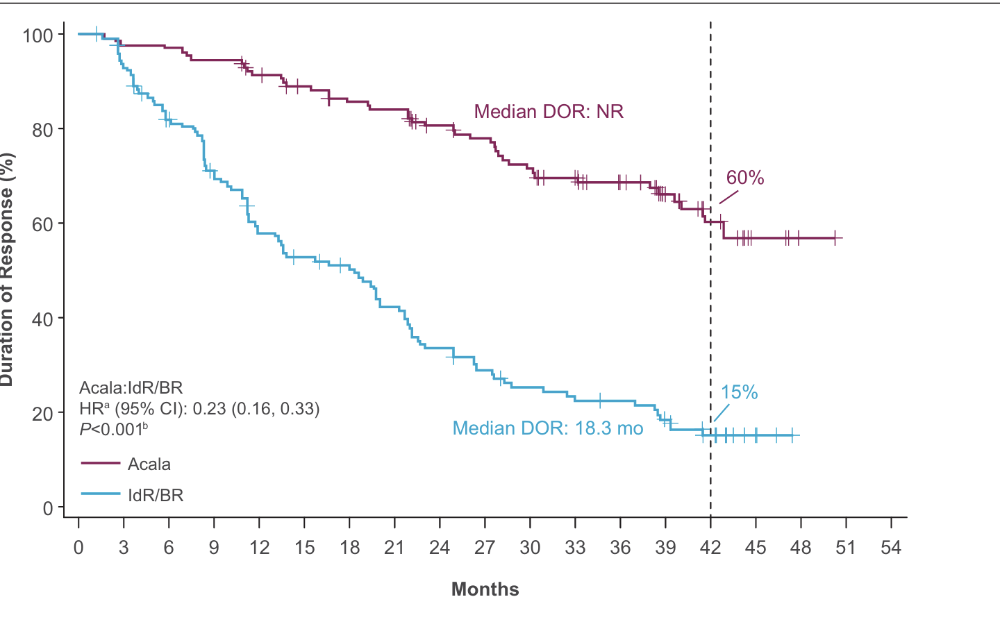 100
80
60
40
20
0
Duration of Response (%)
Median DOR: NR
60%
15%
Median DOR: 18.3 mo
Acala:IdR/BR
HRᵃ (95% CI): 0.23 (0.16, 0.33)
P<0.001ᵇ
Acala
IdR/BR
0 3 6 9 12 15 18 21 24 27 30 33 36 39 42 45 48 51 54
Months